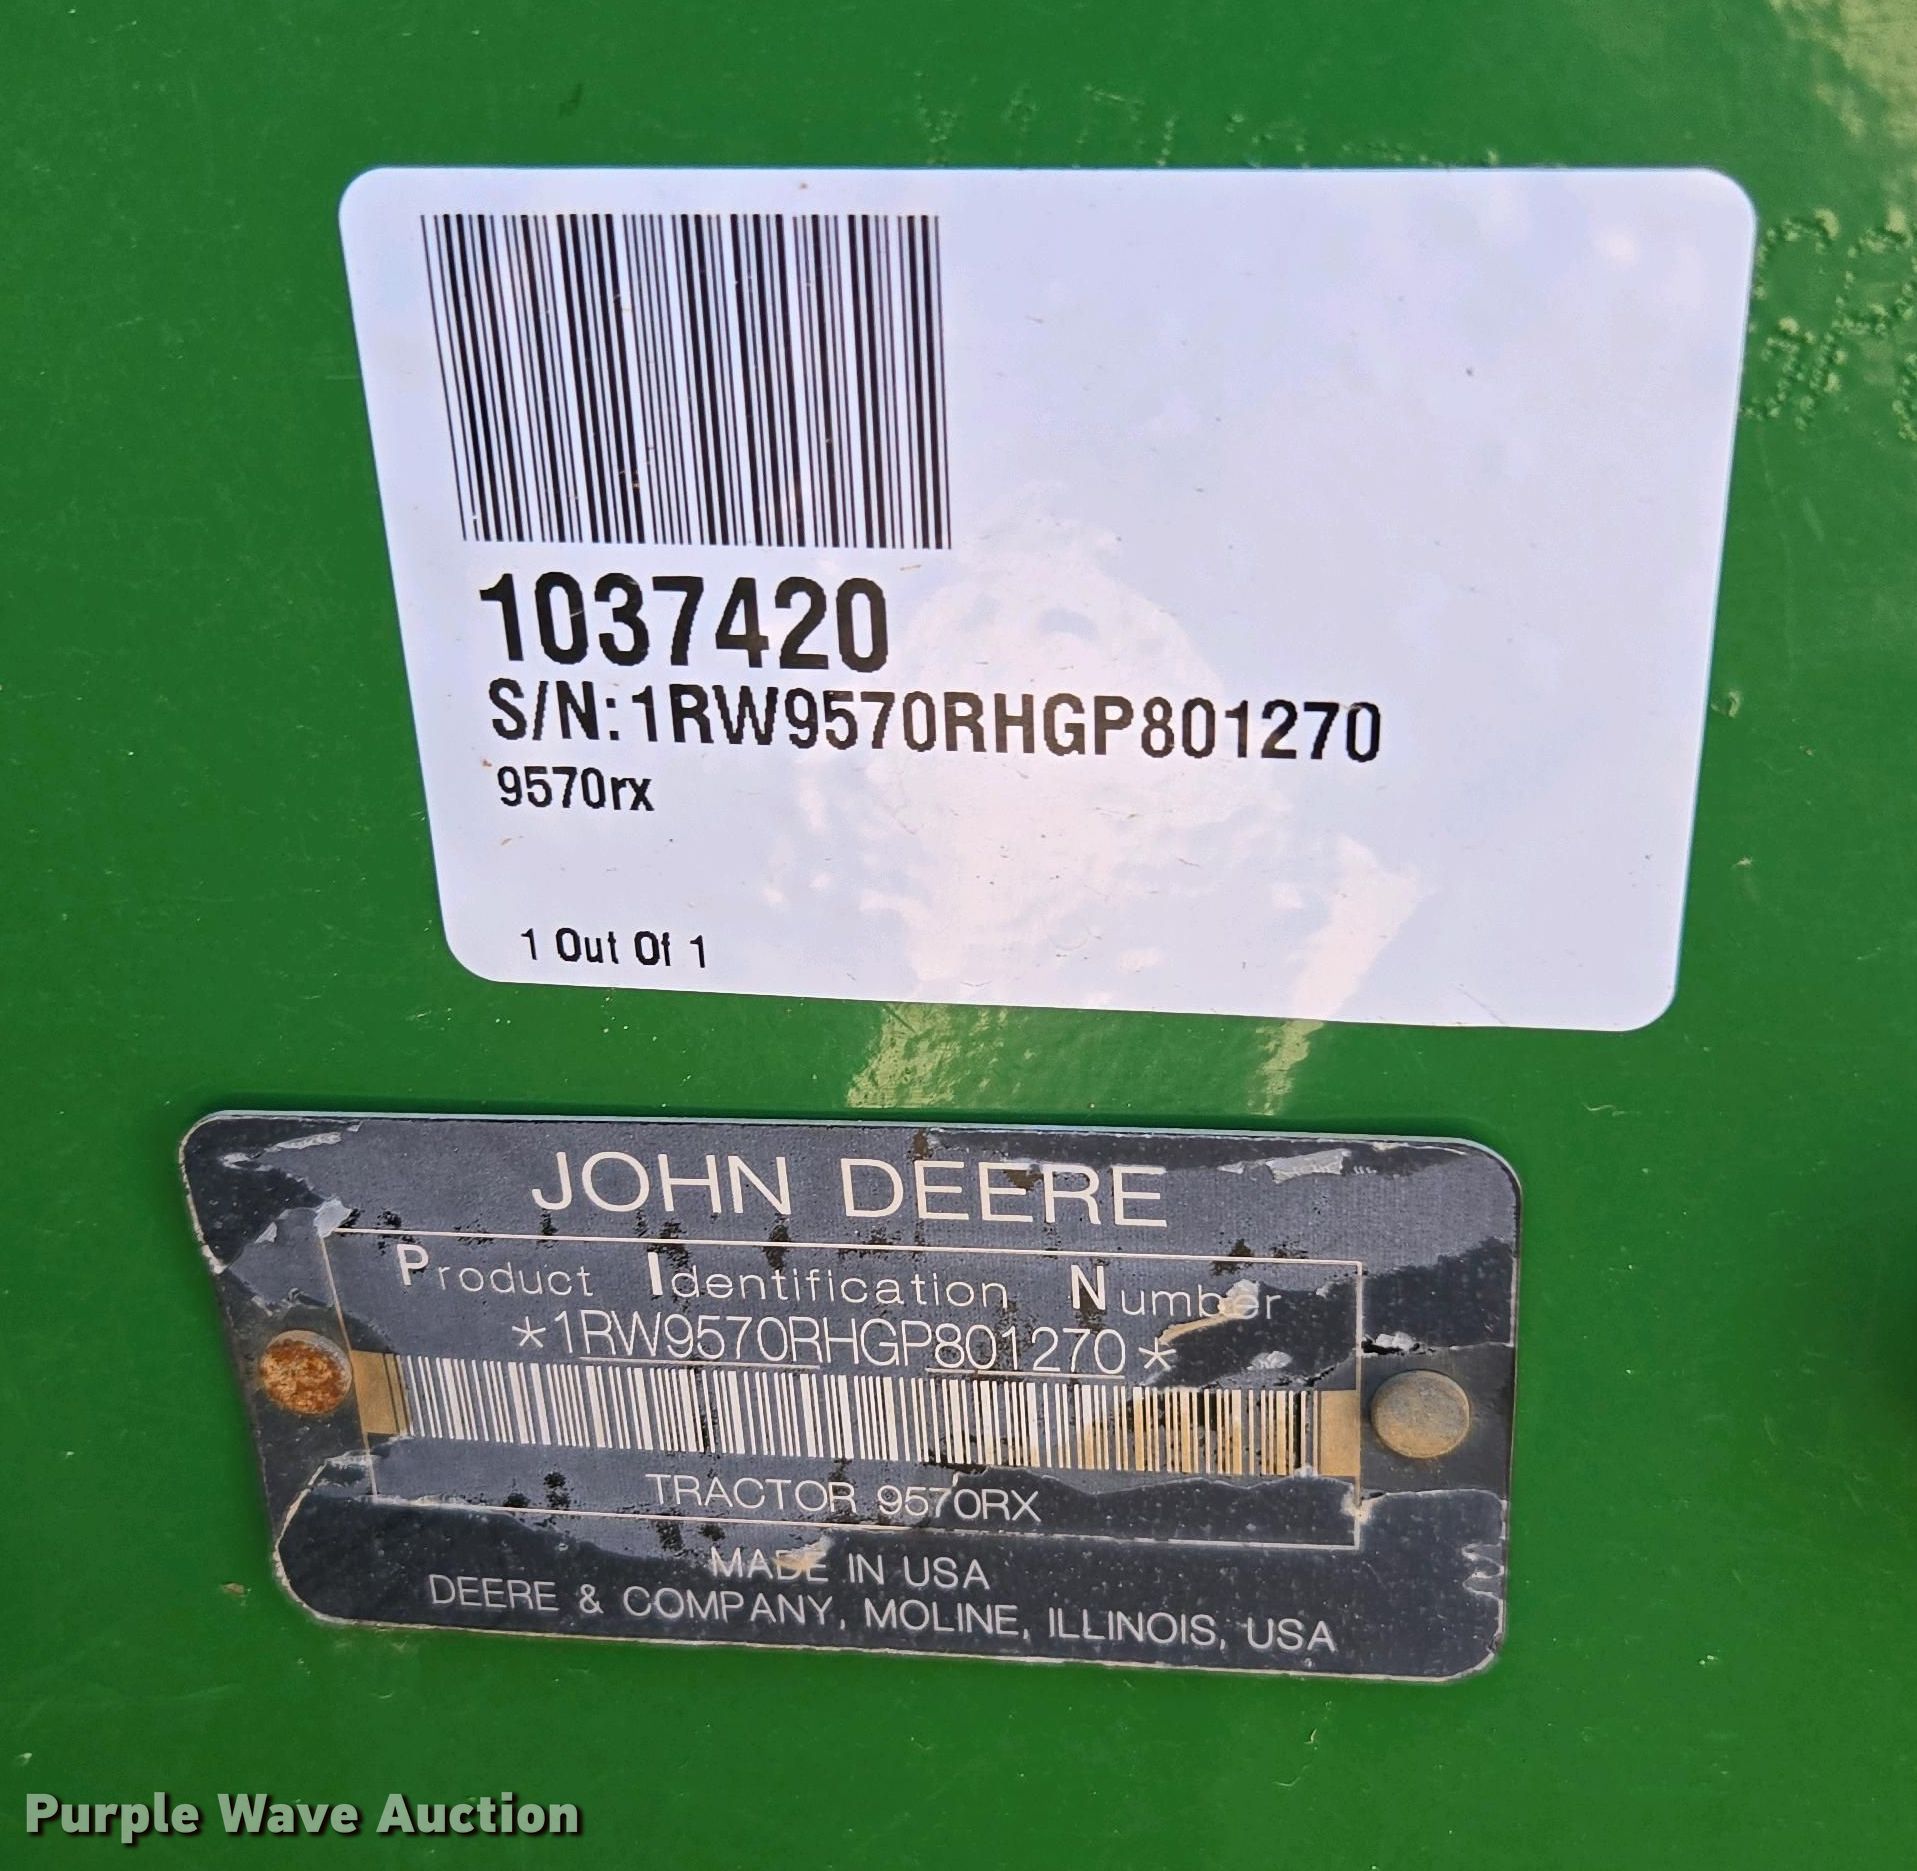 1037420
S/N:1RW9570RHGP801270
9570rx
1 Out Of 1
JOHN DEERE
Product Identification Number
*1RW9570RHGP801270*
TRACTOR 9570RX
MADE IN USA
DEERE & COMPANY, MOLINE, ILLINOIS, USA
Purple Wave Auction